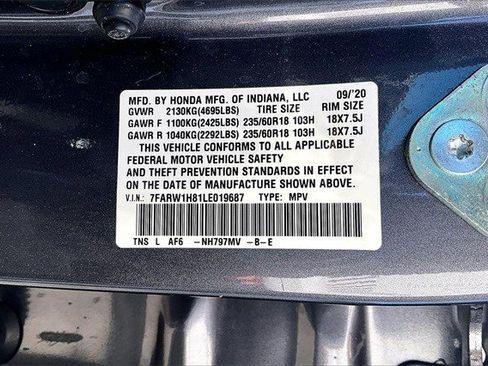 MFD. BY HONDA MFG. OF INDIANA, LLC 09/'20
GVWR 2130KG(4695LBS) TIRE SIZE RIM SIZE
GAWR F 1100KG(2425LBS) 235/60R18 103H 18X7.5J
GAWR R 1040KG(2292LBS) 235/60R18 103H 18X7.5J
THIS VEHICLE CONFORMS TO ALL APPLICABLE
FEDERAL MOTOR VEHICLE SAFETY
AND THEFT PREVENTION STANDARDS IN EFFECT
ON THE DATE OF MANUFACTURE SHOWN ABOVE.
V.I.N.: 7FARW1H81LE019687 TYPE: MPV
TNS L AF6 -NH797MV -B-E